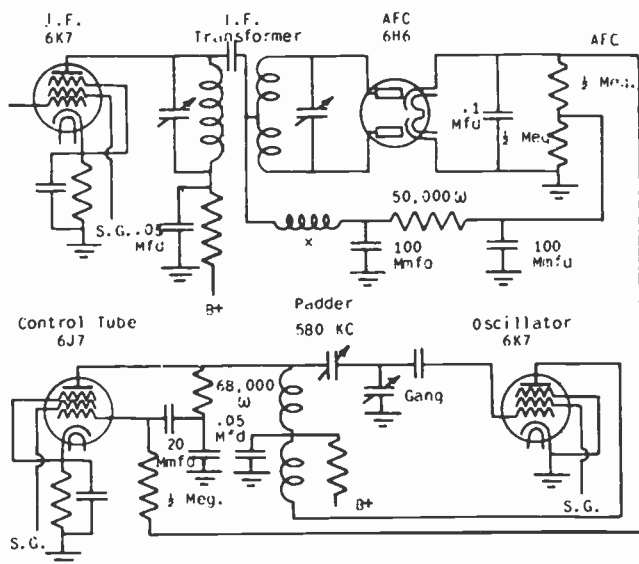 I.F.
6K7
I.F.
Transformer
AFC
6H6
AFC
½ Meg.
.1
Mfd
½ Meg
50,000 ω
S.G.
.05
Mfd
x
100
Mmfd
100
Mmfd
B+
Padder
580 KC
Control Tube
6J7
Oscillator
6K7
68,000
ω
Gang
.05
Mfd
20
Mmfd
½ Meg.
B+
S.G.
S.G.